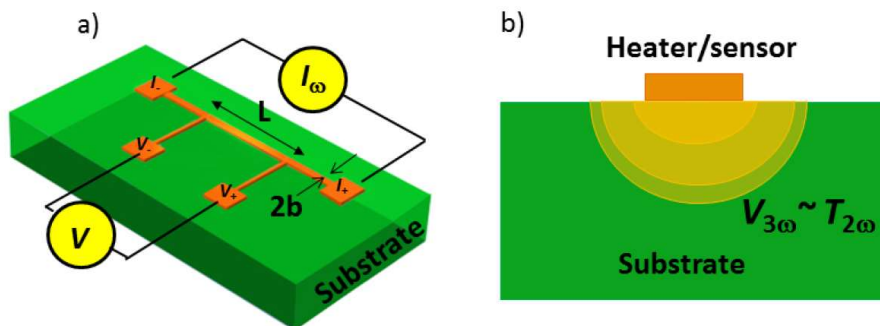 a)
I-
Iω
L
V-
V+
I+
2b
V
Substrate
b)
Heater/sensor
V3ω ~ T2ω
Substrate